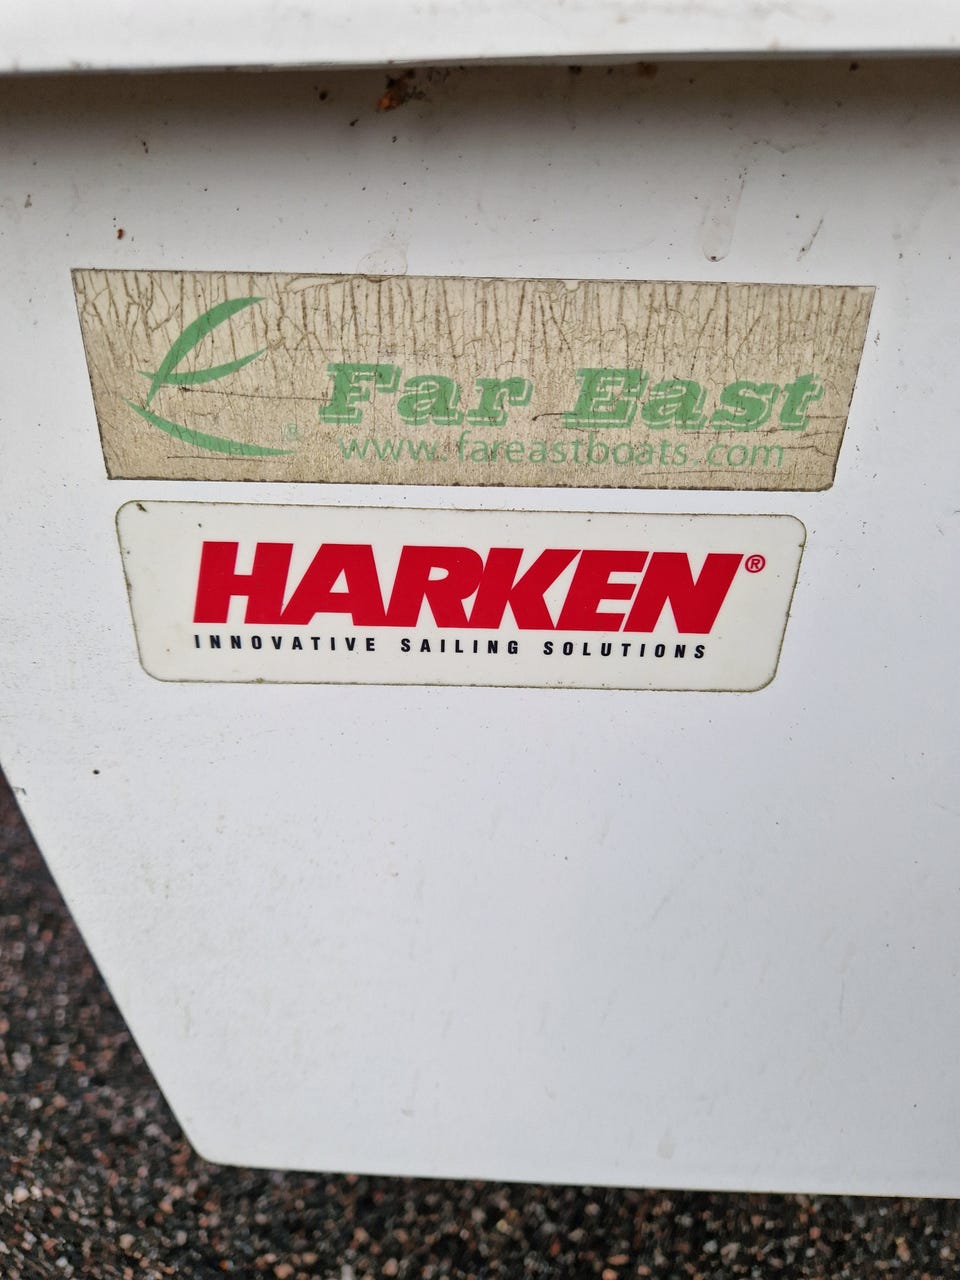 Far East
®
www.fareastboats.com
HARKEN®
INNOVATIVE SAILING SOLUTIONS